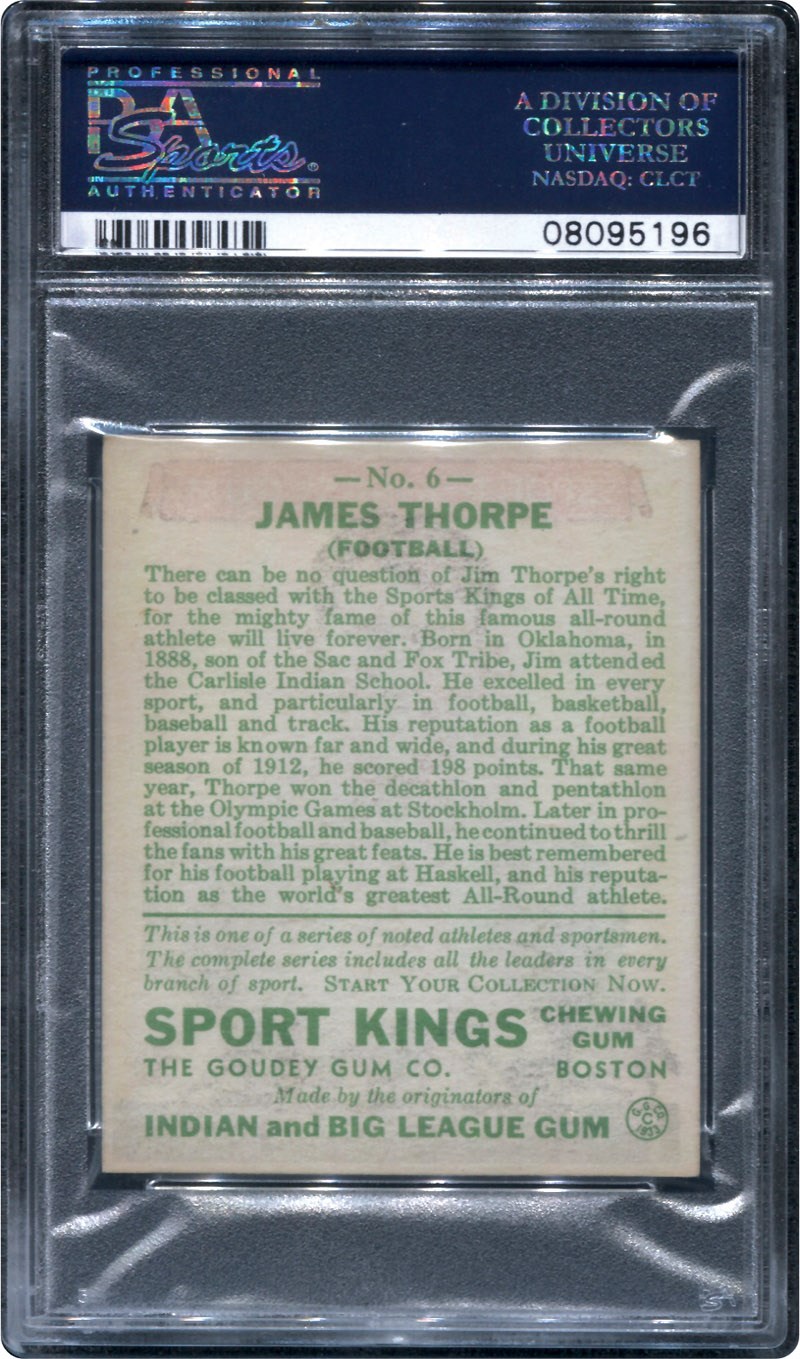 PROFESSIONAL
PSA
Sports®
AUTHENTICATOR
A DIVISION OF
COLLECTORS
UNIVERSE
NASDAQ: CLCT
08095196
—No. 6—
JAMES THORPE
(FOOTBALL)
There can be no question of Jim Thorpe's right
to be classed with the Sports Kings of All Time,
for the mighty fame of this famous all-round
athlete will live forever. Born in Oklahoma, in
1888, son of the Sac and Fox Tribe, Jim attended
the Carlisle Indian School. He excelled in every
sport, and particularly in football, basketball,
baseball and track. His reputation as a football
player is known far and wide, and during his great
season of 1912, he scored 198 points. That same
year, Thorpe won the decathlon and pentathlon
at the Olympic Games at Stockholm. Later in pro-
fessional football and baseball, he continued to thrill
the fans with his great feats. He is best remembered
for his football playing at Haskell, and his reputa-
tion as the world's greatest All-Round athlete.
This is one of a series of noted athletes and sportsmen.
The complete series includes all the leaders in every
branch of sport. START YOUR COLLECTION NOW.
SPORT KINGS CHEWING GUM
THE GOUDEY GUM CO. BOSTON
Made by the originators of
INDIAN and BIG LEAGUE GUM
G.G.CO.
C
1933